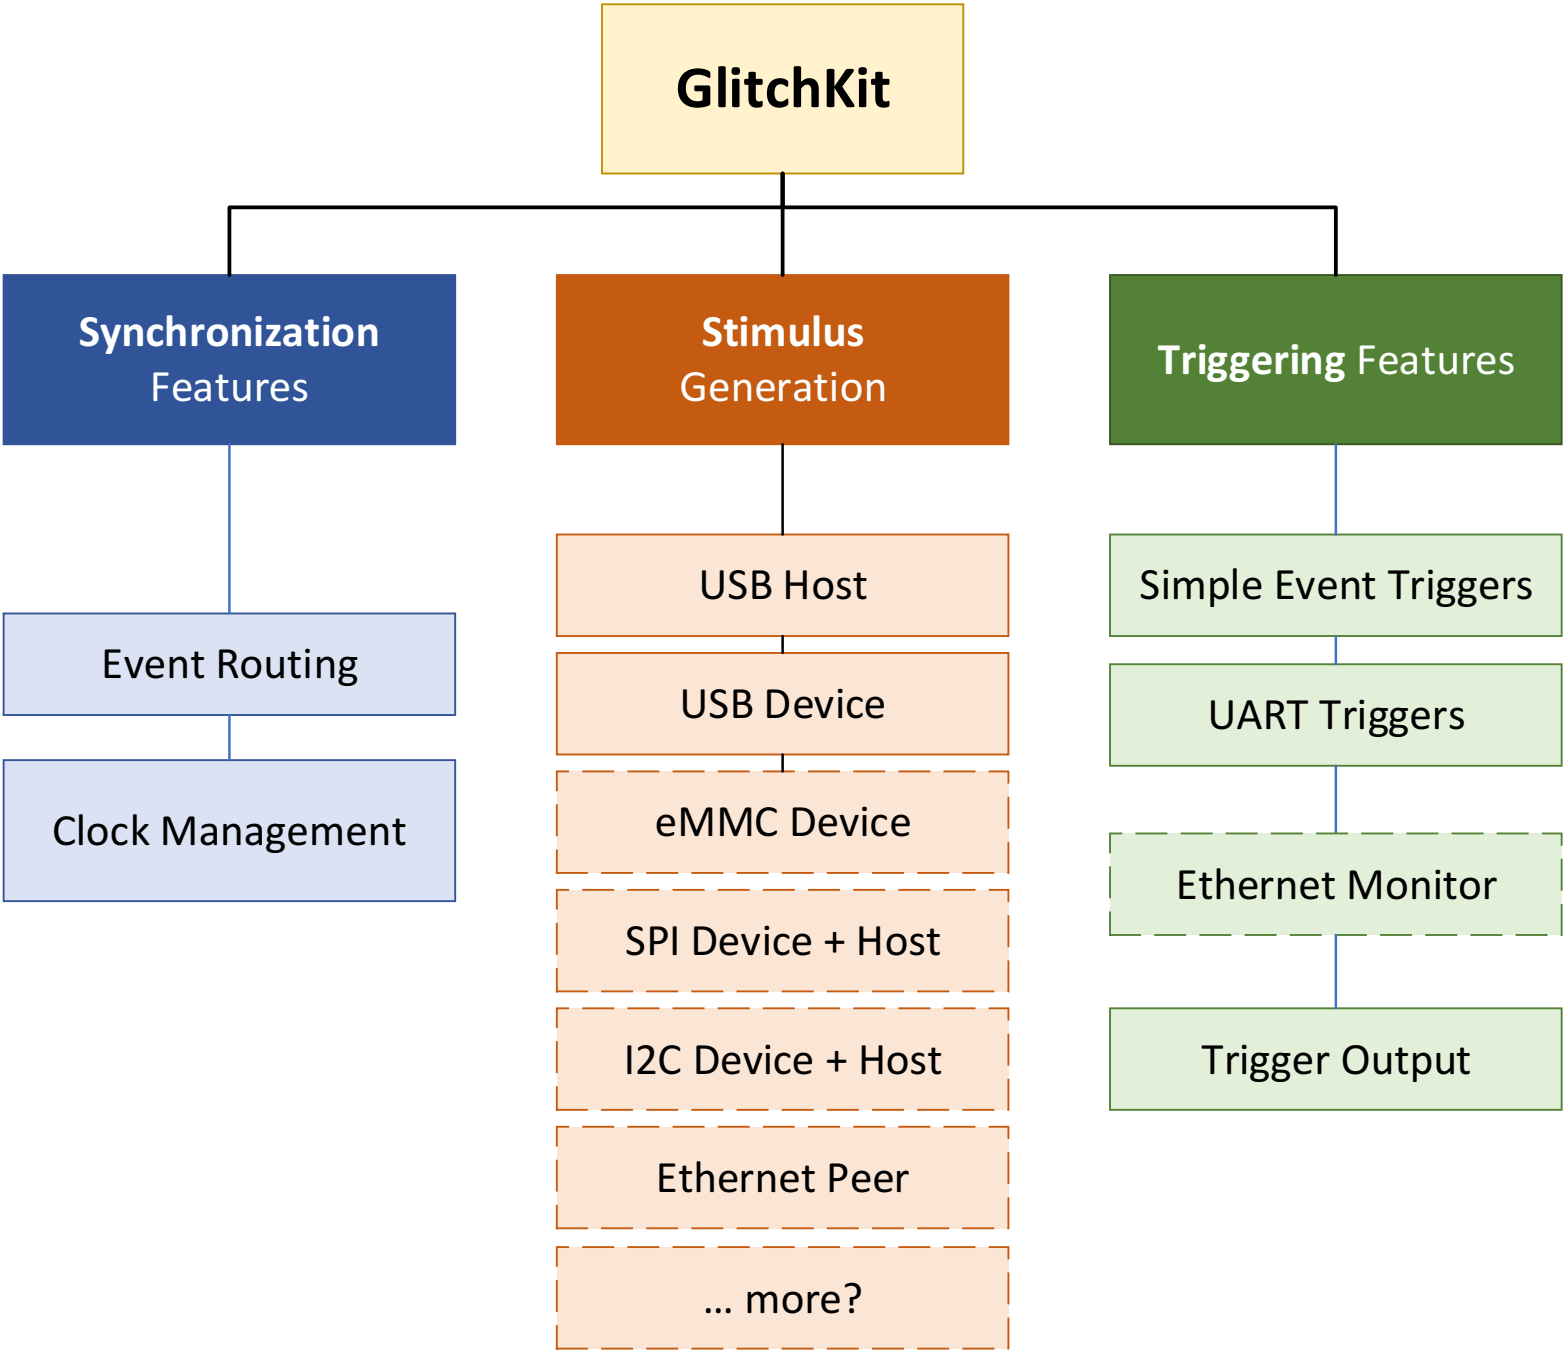 GlitchKit
Synchronization
Features
Event Routing
Clock Management
Stimulus
Generation
USB Host
USB Device
eMMC Device
SPI Device + Host
I2C Device + Host
Ethernet Peer
... more?
Triggering Features
Simple Event Triggers
UART Triggers
Ethernet Monitor
Trigger Output